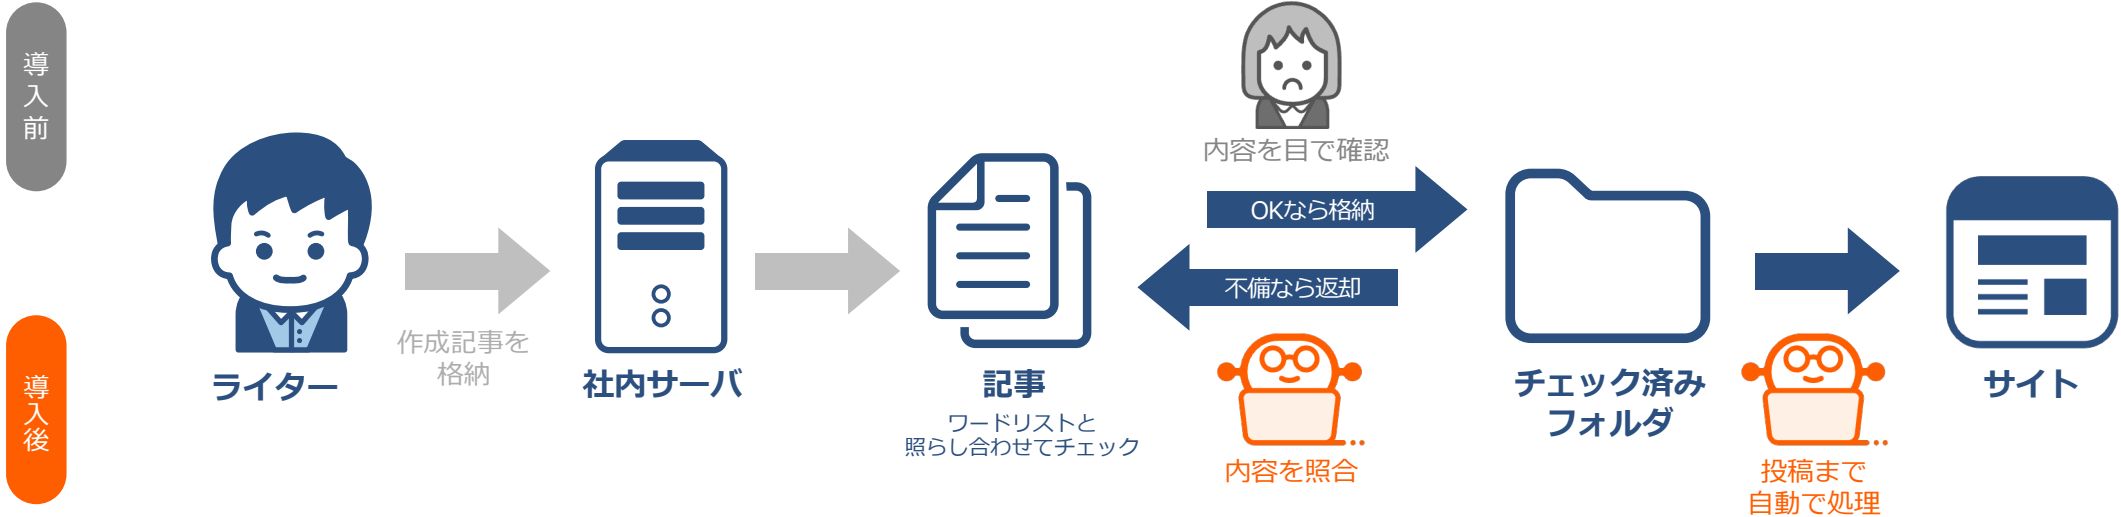 導入前
内容を目で確認
OKなら格納
不備なら返却
作成記事を
格納
ライター
社内サーバ
記事
ワードリストと
照らし合わせてチェック
チェック済み
フォルダ
サイト
導入後
内容を照合
投稿まで
自動で処理